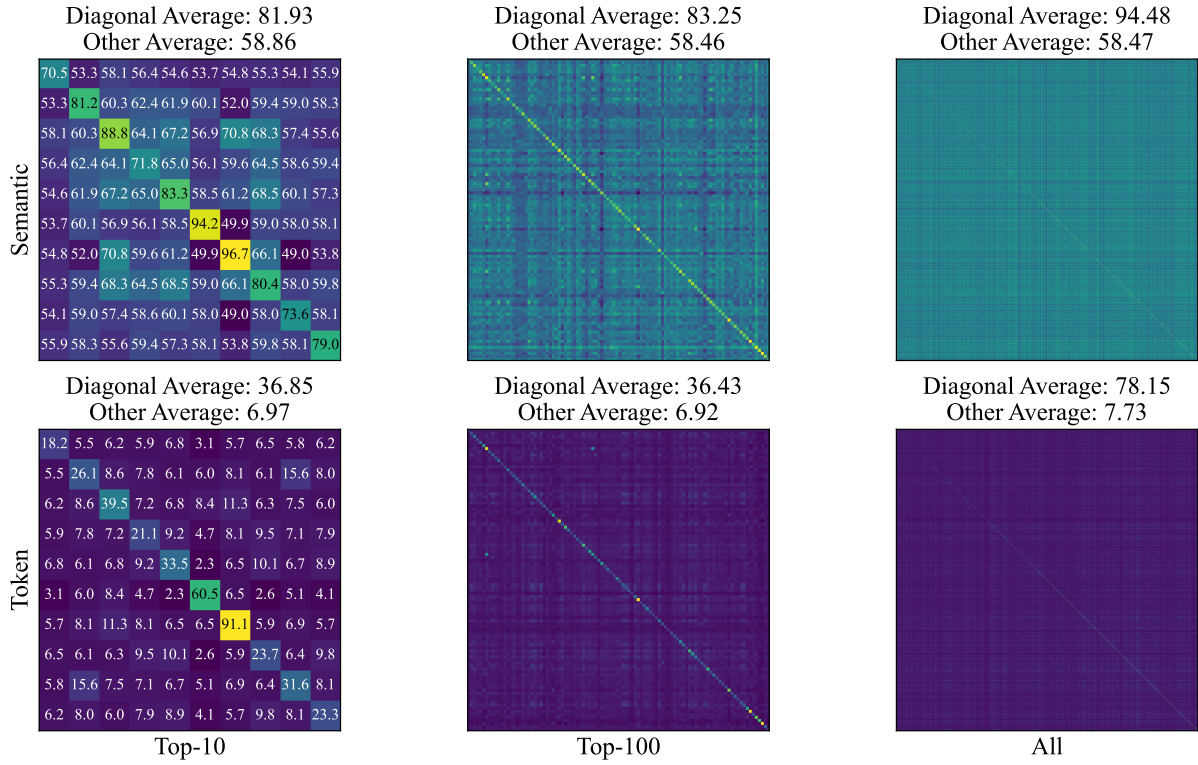 Diagonal Average: 81.93
Other Average: 58.86
Diagonal Average: 83.25
Other Average: 58.46
Diagonal Average: 94.48
Other Average: 58.47
Semantic
70.5 53.3 58.1 56.4 54.6 53.7 54.8 55.3 54.1 55.9
53.3 81.2 60.3 62.4 61.9 60.1 52.0 59.4 59.0 58.3
58.1 60.3 88.8 64.1 67.2 56.9 70.8 68.3 57.4 55.6
56.4 62.4 64.1 71.8 65.0 56.1 59.6 64.5 58.6 59.4
54.6 61.9 67.2 65.0 83.3 58.5 61.2 68.5 60.1 57.3
53.7 60.1 56.9 56.1 58.5 94.2 49.9 59.0 58.0 58.1
54.8 52.0 70.8 59.6 61.2 49.9 96.7 66.1 49.0 53.8
55.3 59.4 68.3 64.5 68.5 59.0 66.1 80.4 58.0 59.8
54.1 59.0 57.4 58.6 60.1 58.0 49.0 58.0 73.6 58.1
55.9 58.3 55.6 59.4 57.3 58.1 53.8 59.8 58.1 79.0
Diagonal Average: 36.85
Other Average: 6.97
Diagonal Average: 36.43
Other Average: 6.92
Diagonal Average: 78.15
Other Average: 7.73
Token
18.2 5.5 6.2 5.9 6.8 3.1 5.7 6.5 5.8 6.2
5.5 26.1 8.6 7.8 6.1 6.0 8.1 6.1 15.6 8.0
6.2 8.6 39.5 7.2 6.8 8.4 11.3 6.3 7.5 6.0
5.9 7.8 7.2 21.1 9.2 4.7 8.1 9.5 7.1 7.9
6.8 6.1 6.8 9.2 33.5 2.3 6.5 10.1 6.7 8.9
3.1 6.0 8.4 4.7 2.3 60.5 6.5 2.6 5.1 4.1
5.7 8.1 11.3 8.1 6.5 6.5 91.1 5.9 6.9 5.7
6.5 6.1 6.3 9.5 10.1 2.6 5.9 23.7 6.4 9.8
5.8 15.6 7.5 7.1 6.7 5.1 6.9 6.4 31.6 8.1
6.2 8.0 6.0 7.9 8.9 4.1 5.7 9.8 8.1 23.3
Top-10
Top-100
All